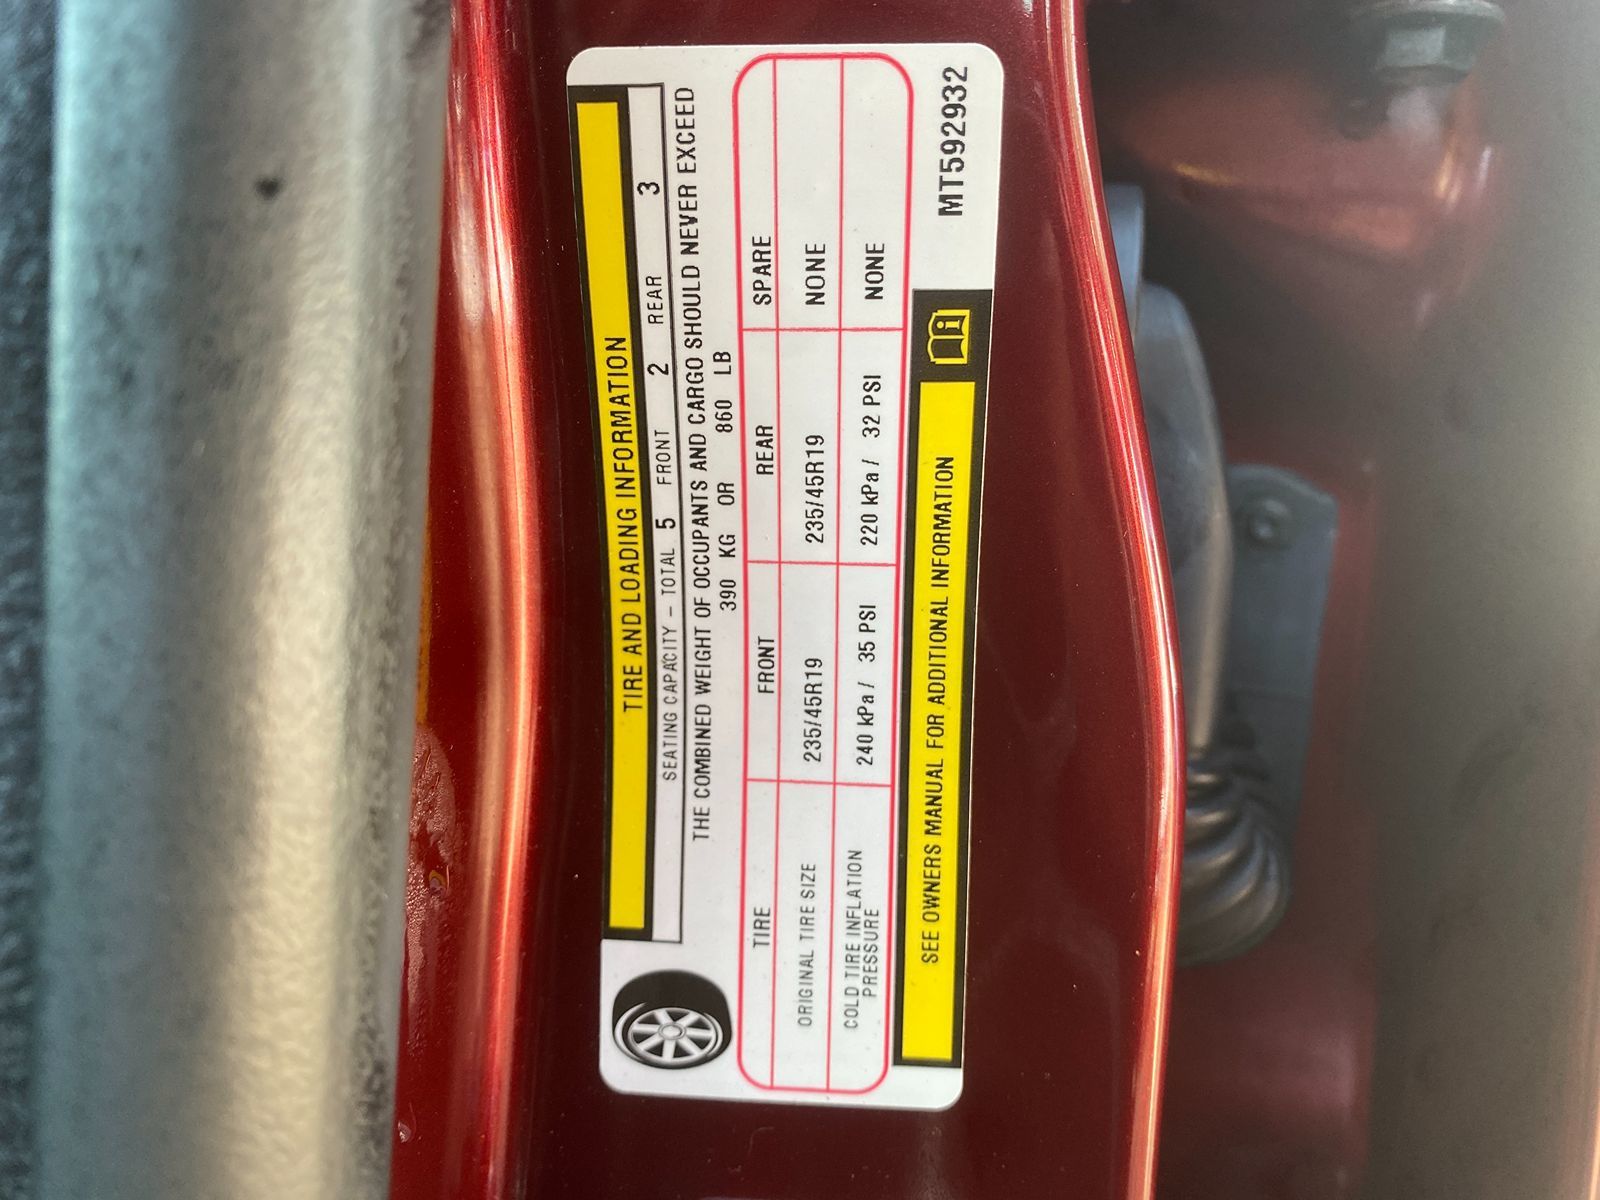 TIRE AND LOADING INFORMATION
SEATING CAPACITY - TOTAL 5 FRONT 2 REAR 3
THE COMBINED WEIGHT OF OCCUPANTS AND CARGO SHOULD NEVER EXCEED
390 KG OR 860 LB
TIRE FRONT REAR SPARE
ORIGINAL TIRE SIZE 235/45R19 235/45R19 NONE
COLD TIRE INFLATION
PRESSURE 240 kPa / 35 PSI 220 kPa / 32 PSI NONE
SEE OWNERS MANUAL FOR ADDITIONAL INFORMATION
MT592932